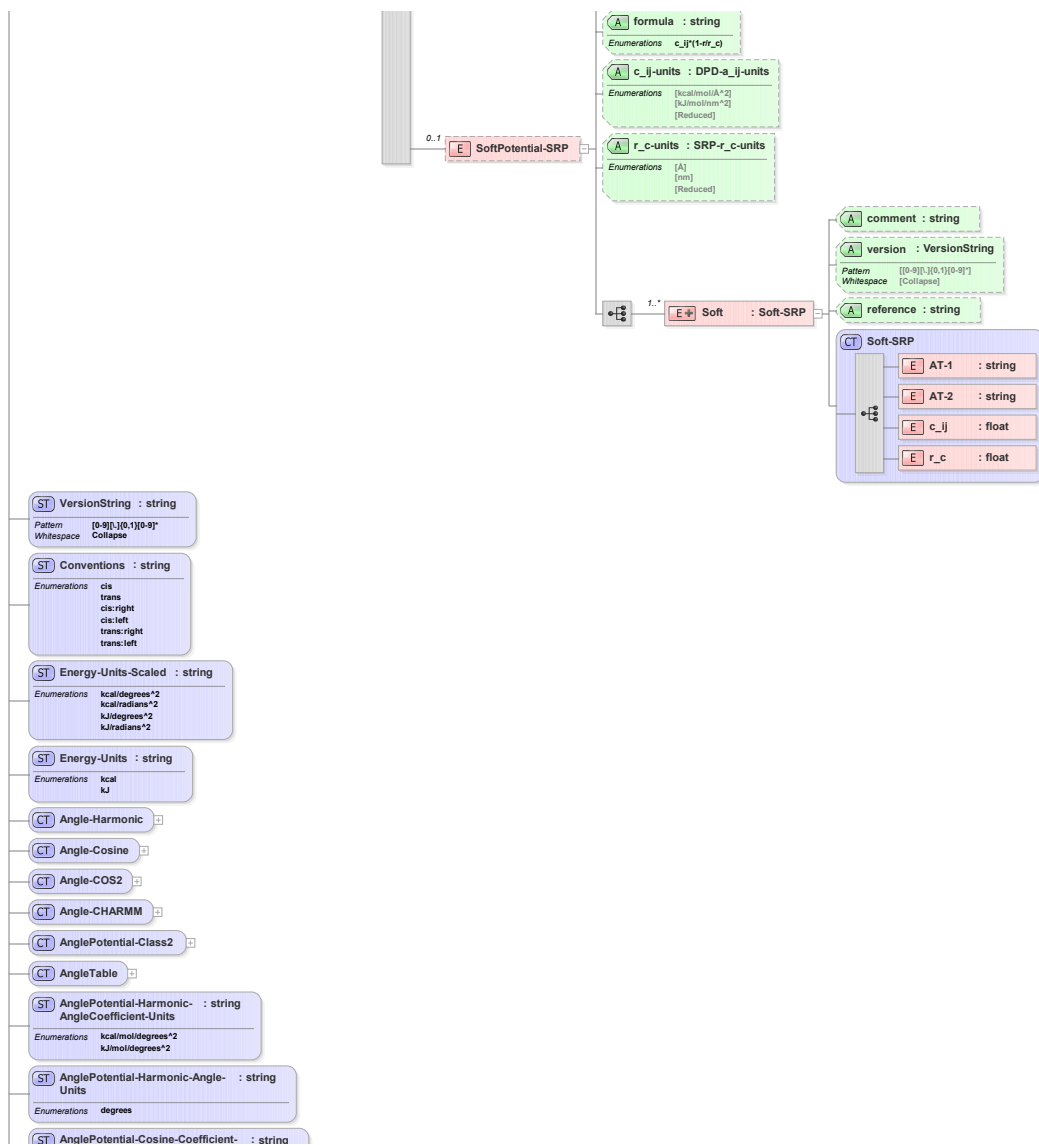 A formula : string
Enumerations c_ij*(1-r/r_c)
A c_ij-units : DPD-a_ij-units
Enumerations [kcal/mol/Å^2]
[kJ/mol/nm^2]
[Reduced]
0..1
E SoftPotential-SRP
A r_c-units : SRP-r_c-units
Enumerations [Å]
[nm]
[Reduced]
A comment : string
A version : VersionString
Pattern [[0-9][\.]{0,1}[0-9]*]
Whitespace [Collapse]
1..*
E Soft : Soft-SRP
A reference : string
CT Soft-SRP
E AT-1 : string
E AT-2 : string
E c_ij : float
E r_c : float
ST VersionString : string
Pattern [0-9][\.]{0,1}[0-9]*
Whitespace Collapse
ST Conventions : string
Enumerations cis
trans
cis:right
cis:left
trans:right
trans:left
ST Energy-Units-Scaled : string
Enumerations kcal/degrees^2
kcal/radians^2
kJ/degrees^2
kJ/radians^2
ST Energy-Units : string
Enumerations kcal
kJ
CT Angle-Harmonic
CT Angle-Cosine
CT Angle-COS2
CT Angle-CHARMM
CT AnglePotential-Class2
CT AngleTable
ST AnglePotential-Harmonic- : string
AngleCoefficient-Units
Enumerations kcal/mol/degrees^2
kJ/mol/degrees^2
ST AnglePotential-Harmonic-Angle- : string
Units
Enumerations degrees
ST AnglePotential-Cosine-Coefficient- : string